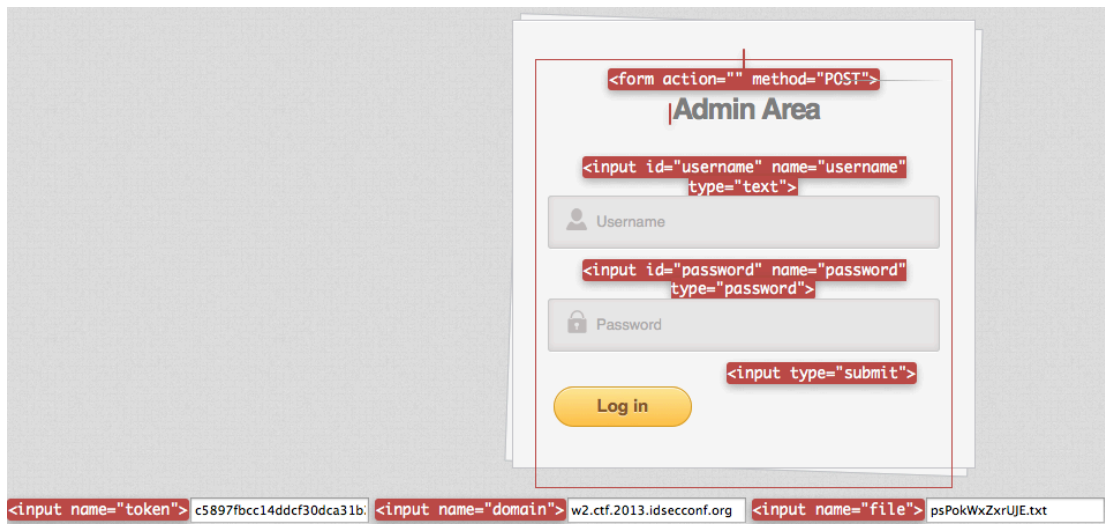 <form action="" method="POST">
Admin Area
<input id="username" name="username"
type="text">
Username
<input id="password" name="password"
type="password">
Password
<input type="submit">
Log in
<input name="token"> c5897fbcc14ddcf30dca31b <input name="domain"> w2.ctf.2013.idsecconf.org <input name="file"> psPokWxZxrUJE.txt